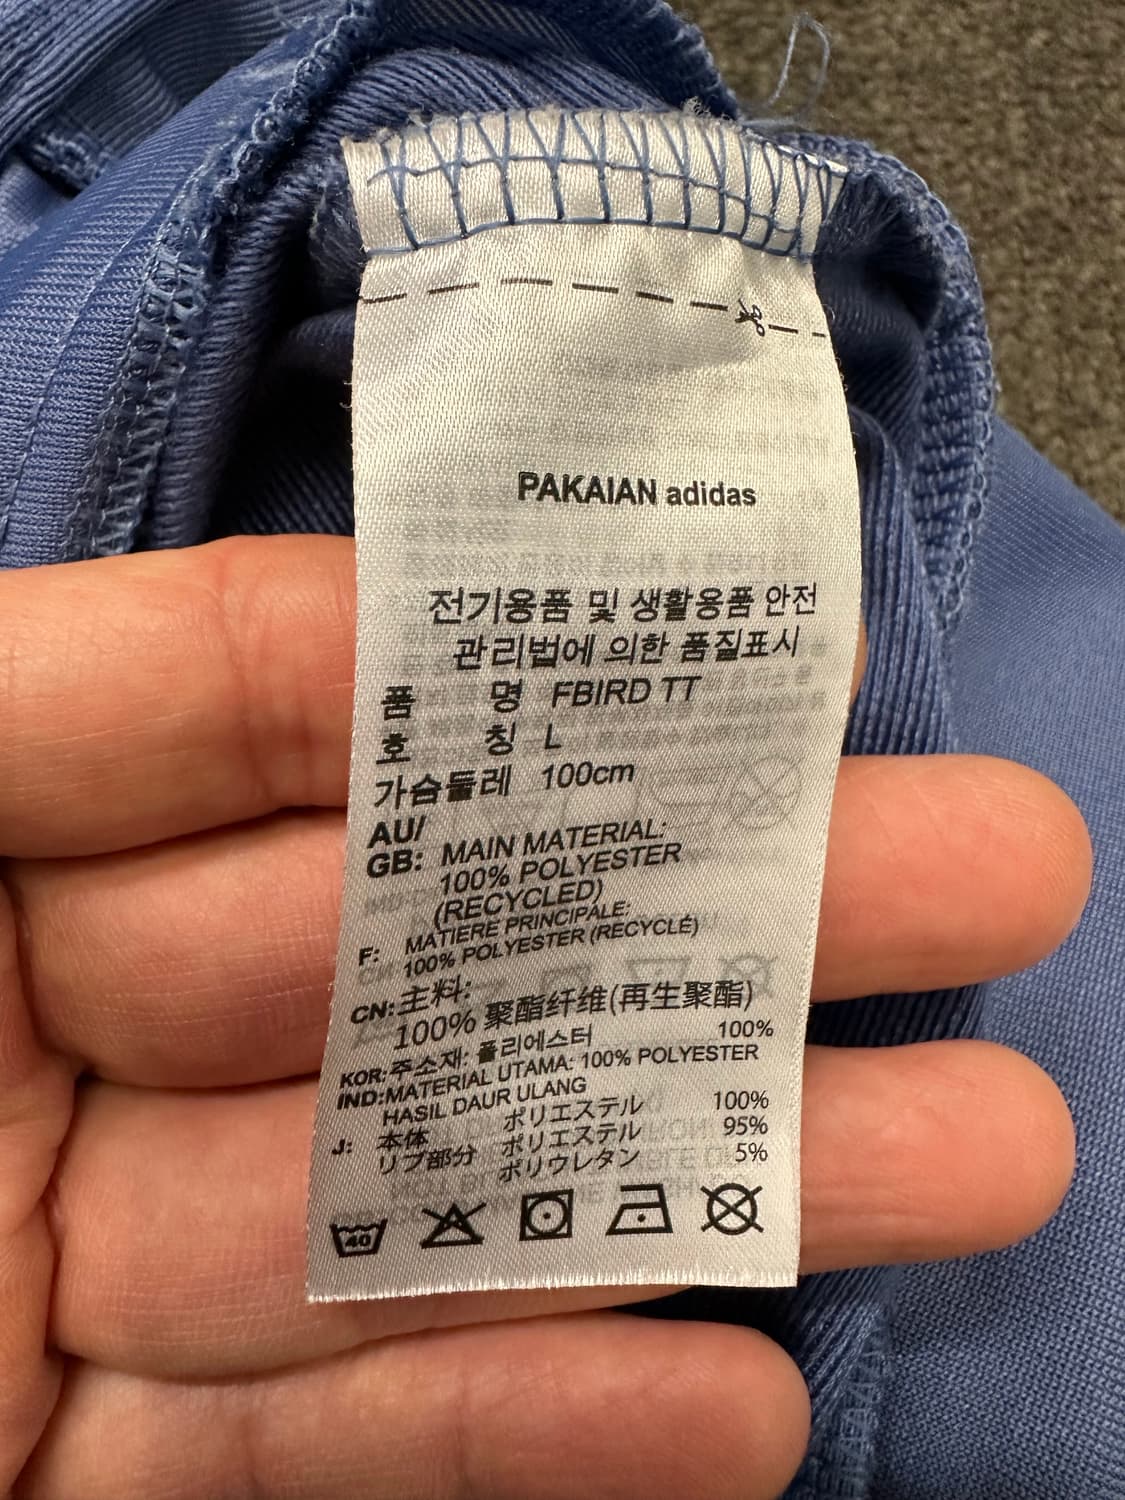 PAKAIAN adidas
전기용품 및 생활용품 안전
관리법에 의한 품질표시
품 명 FBIRD TT
호 칭 L
가슴둘레 100cm
AU/
GB: MAIN MATERIAL:
100% POLYESTER
(RECYCLED)
F: MATIERE PRINCIPALE:
100% POLYESTER (RECYCLÉ)
CN: 主料:
100% 聚酯纤维(再生聚酯)
KOR: 주소재: 폴리에스터 100%
IND: MATERIAL UTAMA: 100% POLYESTER
HASIL DAUR ULANG
J: 本体 ポリエステル 100%
リブ部分 ポリエステル 95%
ポリウレタン 5%
40